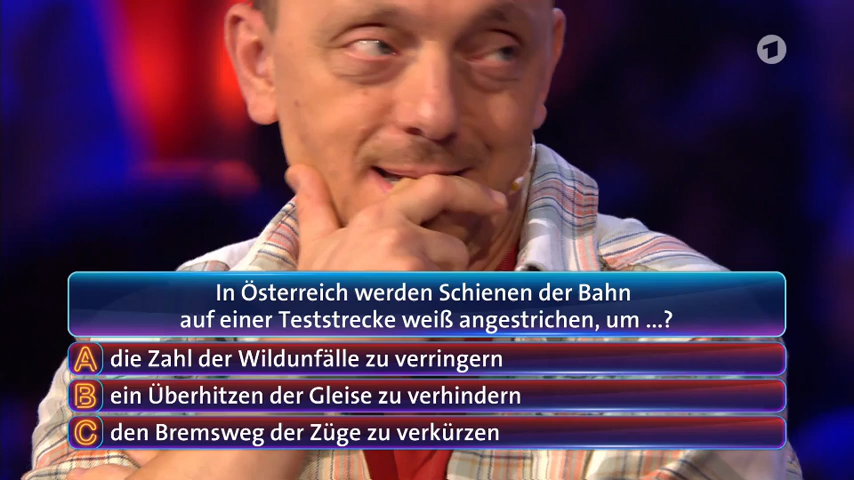 In Österreich werden Schienen der Bahn
auf einer Teststrecke weiß angestrichen, um ...?
A die Zahl der Wildunfälle zu verringern
B ein Überhitzen der Gleise zu verhindern
C den Bremsweg der Züge zu verkürzen
1